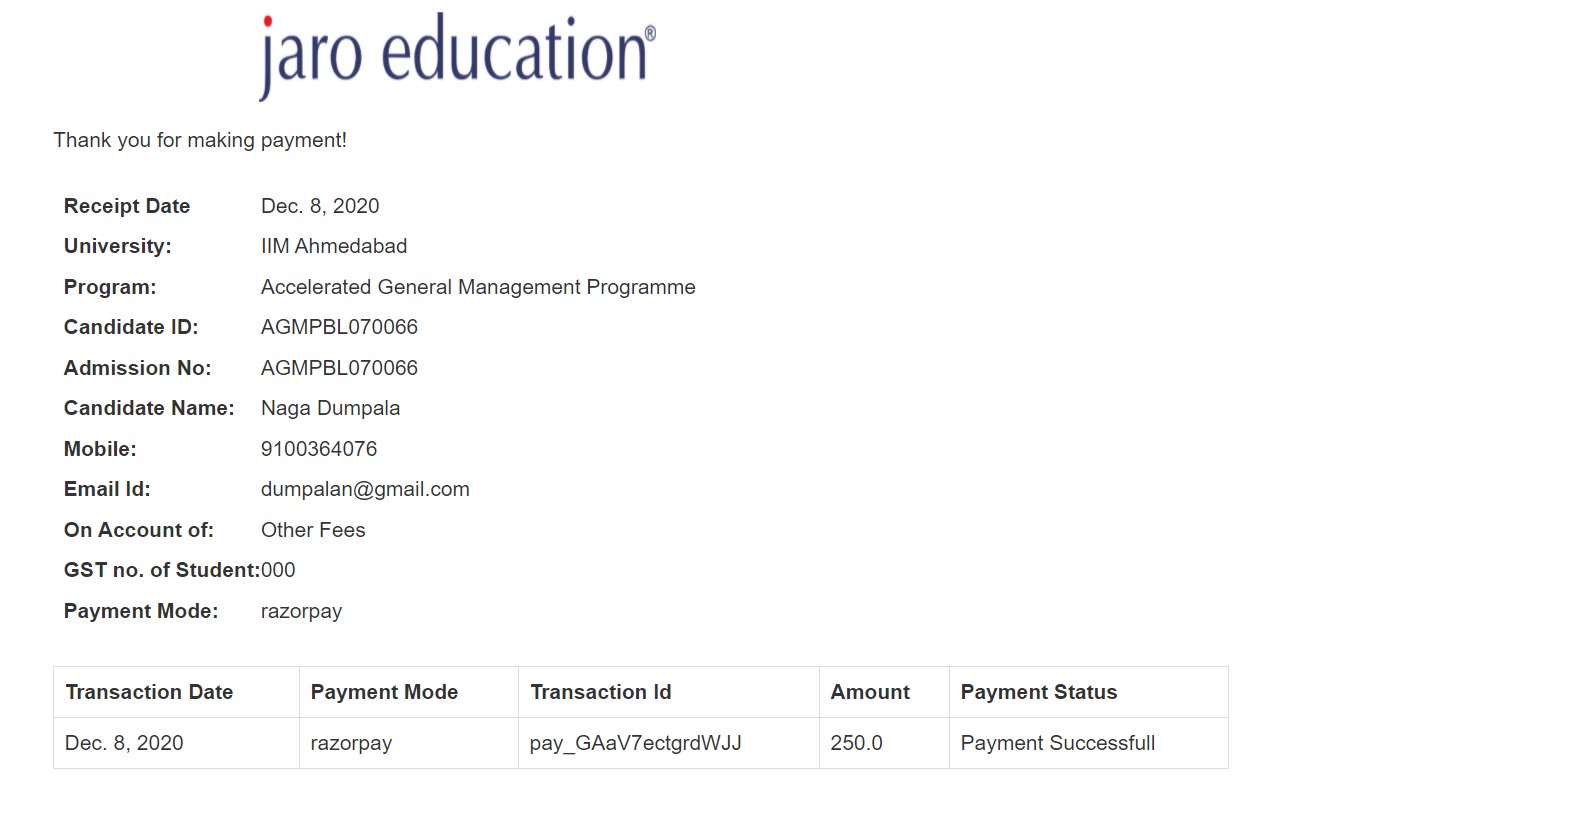 jaro education®
Thank you for making payment!
Receipt Date Dec. 8, 2020
University: IIM Ahmedabad
Program: Accelerated General Management Programme
Candidate ID: AGMPBL070066
Admission No: AGMPBL070066
Candidate Name: Naga Dumpala
Mobile: 9100364076
Email Id: dumpalan@gmail.com
On Account of: Other Fees
GST no. of Student:000
Payment Mode: razorpay
Transaction Date Payment Mode Transaction Id Amount Payment Status
Dec. 8, 2020 razorpay pay_GAaV7ectgrdWJJ 250.0 Payment Successfull